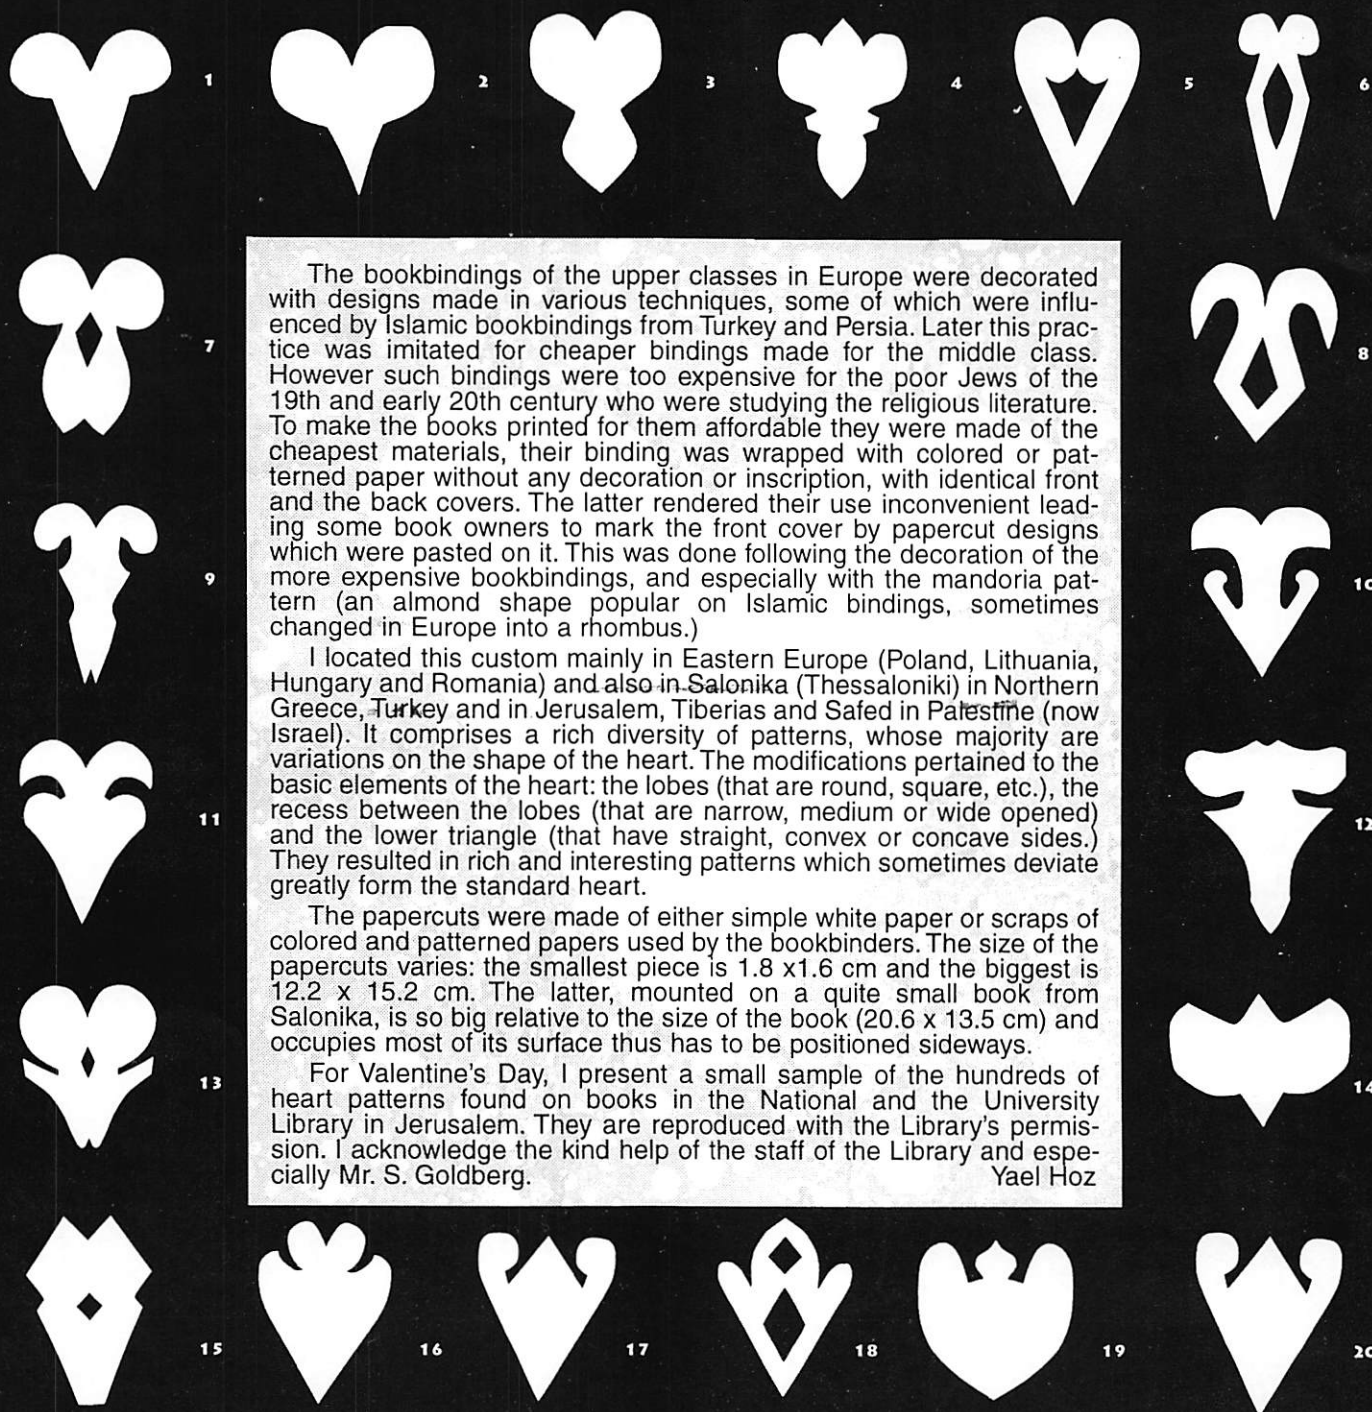 1
2
3
4
5
6
The bookbindings of the upper classes in Europe were decorated
with designs made in various techniques, some of which were influ-
enced by Islamic bookbindings from Turkey and Persia. Later this prac-
tice was imitated for cheaper bindings made for the middle class.
However such bindings were too expensive for the poor Jews of the
19th and early 20th century who were studying the religious literature.
To make the books printed for them affordable they were made of the
cheapest materials, their binding was wrapped with colored or pat-
terned paper without any decoration or inscription, with identical front
and the back covers. The latter rendered their use inconvenient lead-
ing some book owners to mark the front cover by papercut designs
which were pasted on it. This was done following the decoration of the
more expensive bookbindings, and especially with the mandoria pat-
tern (an almond shape popular on Islamic bindings, sometimes
changed in Europe into a rhombus.)
I located this custom mainly in Eastern Europe (Poland, Lithuania,
Hungary and Romania) and also in Salonika (Thessaloniki) in Northern
Greece, Turkey and in Jerusalem, Tiberias and Safed in Palestine (now
Israel). It comprises a rich diversity of patterns, whose majority are
variations on the shape of the heart. The modifications pertained to the
basic elements of the heart: the lobes (that are round, square, etc.), the
recess between the lobes (that are narrow, medium or wide opened)
and the lower triangle (that have straight, convex or concave sides.)
They resulted in rich and interesting patterns which sometimes deviate
greatly form the standard heart.
The papercuts were made of either simple white paper or scraps of
colored and patterned papers used by the bookbinders. The size of the
papercuts varies: the smallest piece is 1.8 x1.6 cm and the biggest is
12.2 x 15.2 cm. The latter, mounted on a quite small book from
Salonika, is so big relative to the size of the book (20.6 x 13.5 cm) and
occupies most of its surface thus has to be positioned sideways.
For Valentine's Day, I present a small sample of the hundreds of
heart patterns found on books in the National and the University
Library in Jerusalem. They are reproduced with the Library's permis-
sion. I acknowledge the kind help of the staff of the Library and espe-
cially Mr. S. Goldberg. Yael Hoz
7
8
9
10
11
12
13
14
15
16
17
18
19
20